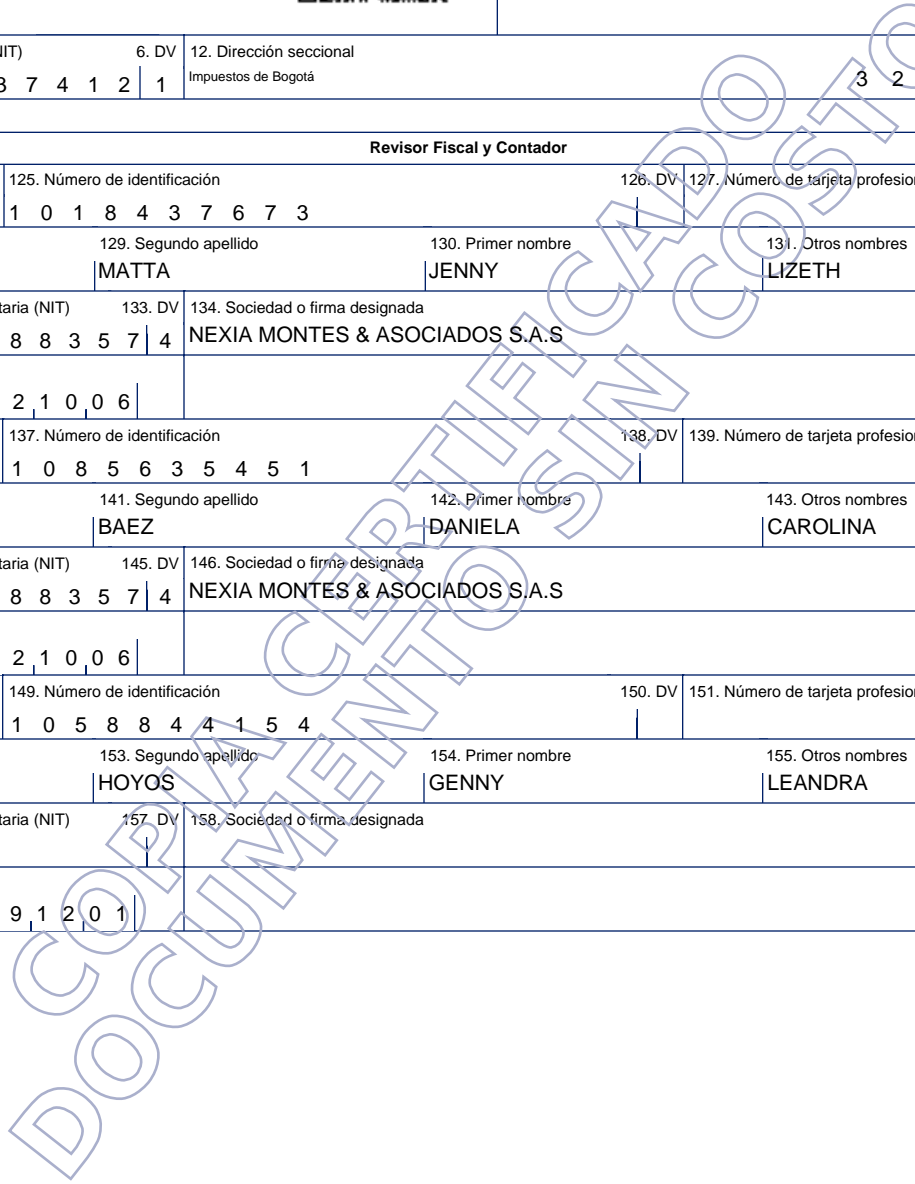 6. DV 12. Dirección seccional
7 4 1 2 1 Impuestos de Bogotá 3 2
Revisor Fiscal y Contador
125. Número de identificación 126. DV 127. Número de tarjeta
1 0 1 8 4 3 7 6 7 3
129. Segundo apellido 130. Primer nombre 131. Otros nombres
MATTA JENNY LIZETH
(NIT) 133. DV 134. Sociedad o firma designada
8 8 3 5 7 4 NEXIA MONTES & ASOCIADOS S.A.S
2 1 0 0 6
137. Número de identificación 138. DV 139. Número de tarjeta
1 0 8 5 6 3 5 4 5 1
141. Segundo apellido 142. Primer nombre 143. Otros nombres
BAEZ DANIELA CAROLINA
(NIT) 145. DV 146. Sociedad o firma designada
8 8 3 5 7 4 NEXIA MONTES & ASOCIADOS S.A.S
2 1 0 0 6
149. Número de identificación 150. DV 151. Número de tarjeta
1 0 5 8 8 4 4 1 5 4
153. Segundo apellido 154. Primer nombre 155. Otros nombres
HOYOS GENNY LEANDRA
(NIT) 157. DV 158. Sociedad o firma designada
9 1 2 0 1
COPIA CERTIFICADO
DOCUMENTO SIN COSTO